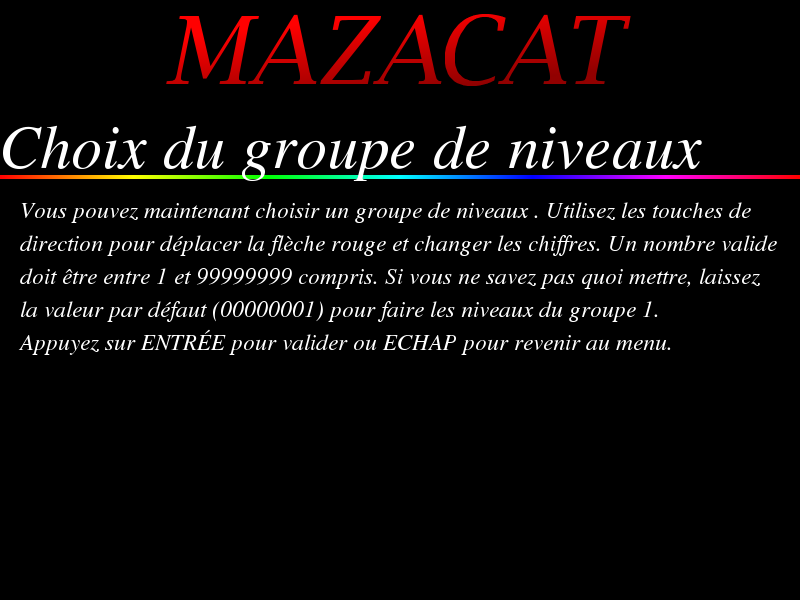 MAZACAT
Choix du groupe de niveaux
Vous pouvez maintenant choisir un groupe de niveaux . Utilisez les touches de
direction pour déplacer la flèche rouge et changer les chiffres. Un nombre valide
doit être entre 1 et 99999999 compris. Si vous ne savez pas quoi mettre, laissez
la valeur par défaut (00000001) pour faire les niveaux du groupe 1.
Appuyez sur ENTRÉE pour valider ou ECHAP pour revenir au menu.